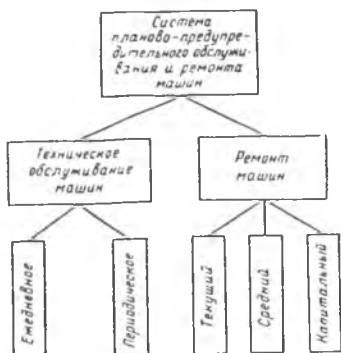 Система
планово-предупре-
дительного обслужи-
вания и ремонта
машин
Техническое
обслуживание
машин
Ремонт
машин
Ежедневное
Периодическое
Текущий
Средний
Капитальный